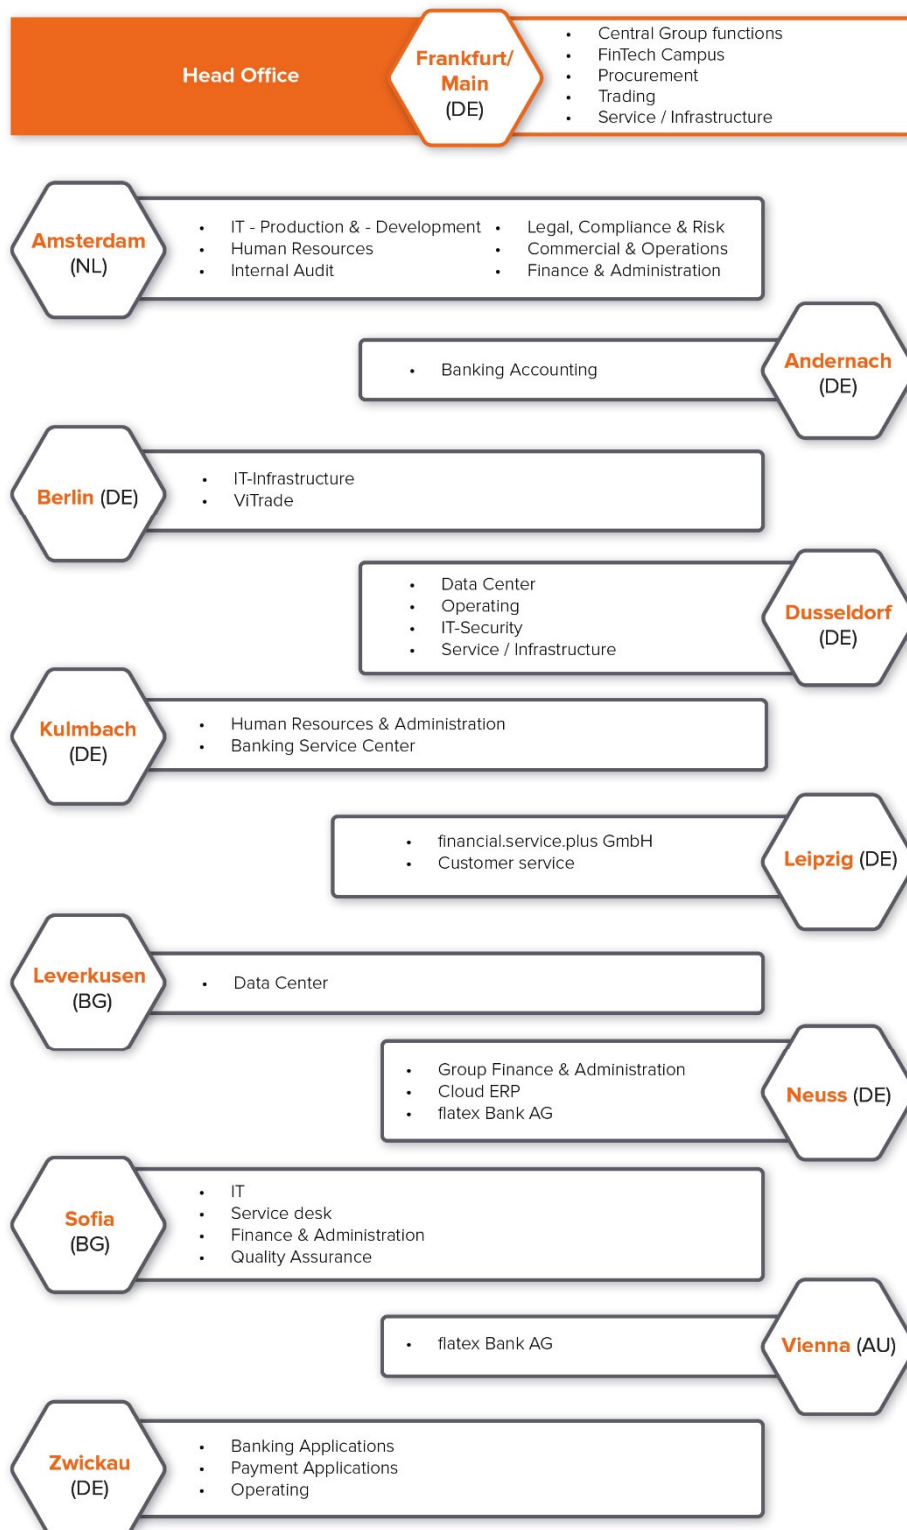 Head Office
Frankfurt/
Main
(DE)
• Central Group functions
• FinTech Campus
• Procurement
• Trading
• Service / Infrastructure
Amsterdam
(NL)
• IT - Production & - Development
• Human Resources
• Internal Audit
• Legal, Compliance & Risk
• Commercial & Operations
• Finance & Administration
• Banking Accounting
Andernach
(DE)
Berlin (DE)
• IT-Infrastructure
• ViTrade
• Data Center
• Operating
• IT-Security
• Service / Infrastructure
Dusseldorf
(DE)
Kulmbach
(DE)
• Human Resources & Administration
• Banking Service Center
• financial.service.plus GmbH
• Customer service
Leipzig (DE)
Leverkusen
(BG)
• Data Center
• Group Finance & Administration
• Cloud ERP
• flatex Bank AG
Neuss (DE)
Sofia
(BG)
• IT
• Service desk
• Finance & Administration
• Quality Assurance
• flatex Bank AG
Vienna (AU)
Zwickau
(DE)
• Banking Applications
• Payment Applications
• Operating